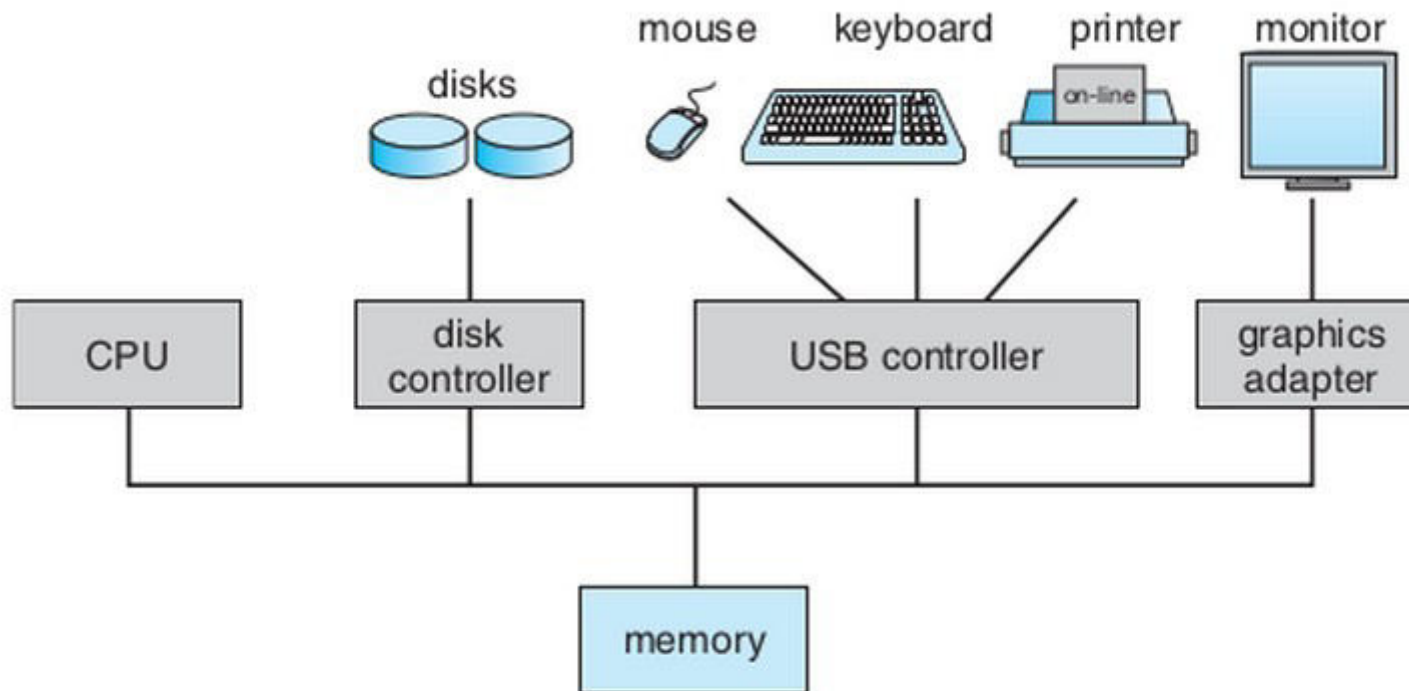 mouse
keyboard
printer
monitor
disks
on-line
CPU
disk
controller
USB controller
graphics
adapter
memory